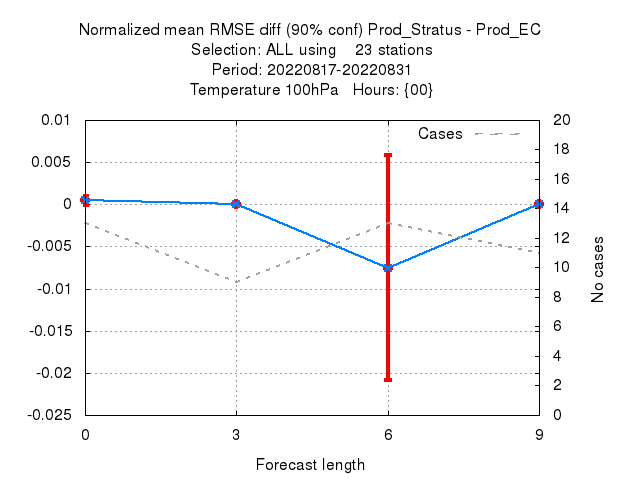 Normalized mean RMSE diff (90% conf) Prod_Stratus - Prod_EC
Selection: ALL using    23 stations
Period: 20220817-20220831
Temperature 100hPa   Hours: {00}
Cases
0.01
0.005
0
-0.005
-0.01
-0.015
-0.02
-0.025
20
18
16
14
12
10
8
6
4
2
0
No cases
0 3 6 9
Forecast length